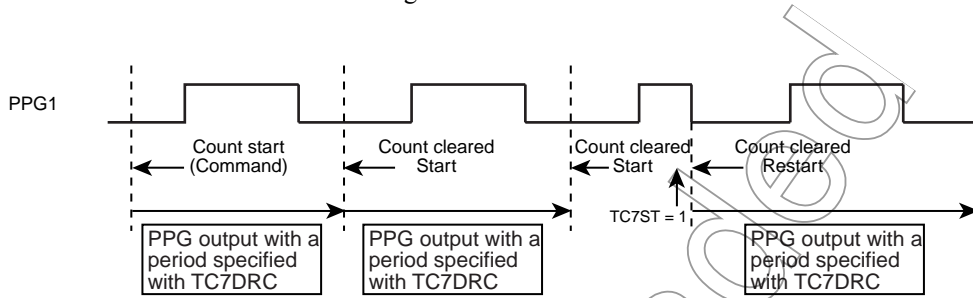 PPG1
Count start
(Command)
Count cleared
Start
Count cleared
Start
Count cleared
Restart
TC7ST = 1
PPG output with a
period specified
with TC7DRC
PPG output with a
period specified
with TC7DRC
PPG output with a
period specified
with TC7DRC